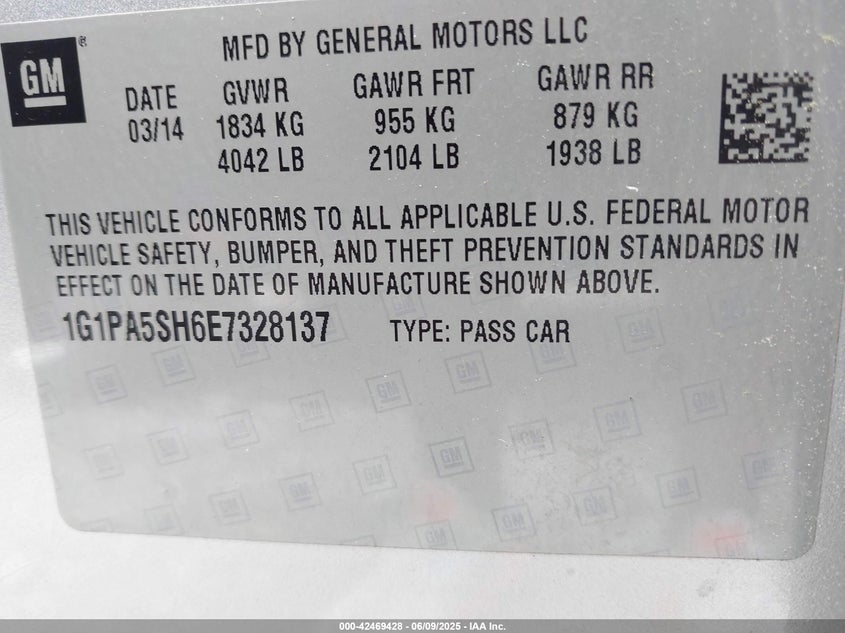 GM®
MFD BY GENERAL MOTORS LLC
DATE GVWR GAWR FRT GAWR RR
03/14 1834 KG 955 KG 879 KG
4042 LB 2104 LB 1938 LB
THIS VEHICLE CONFORMS TO ALL APPLICABLE U.S. FEDERAL MOTOR
VEHICLE SAFETY, BUMPER, AND THEFT PREVENTION STANDARDS IN
EFFECT ON THE DATE OF MANUFACTURE SHOWN ABOVE.
1G1PA5SH6E7328137 TYPE: PASS CAR
000-42469428 - 06/09/2025 - IAA Inc.